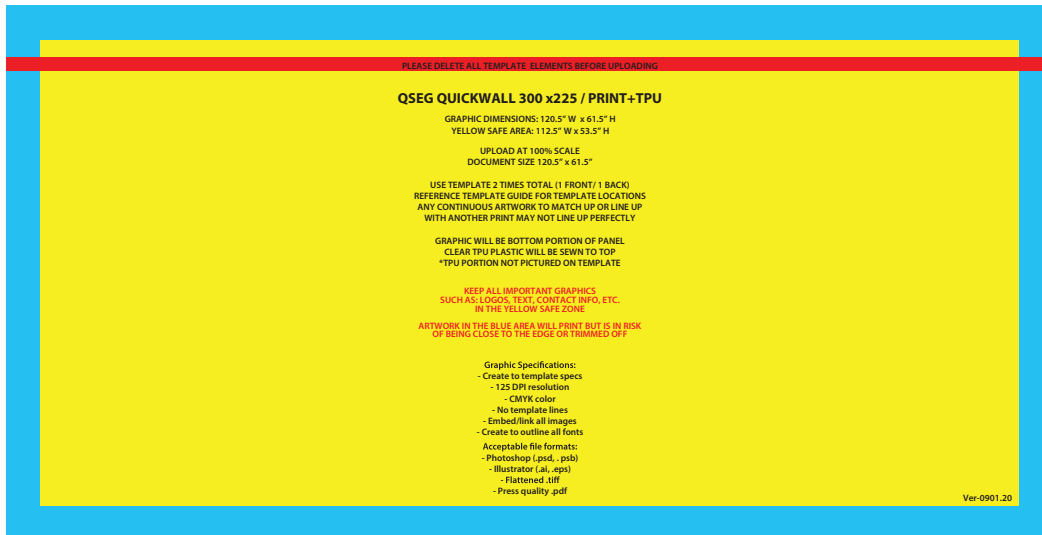 PLEASE DELETE ALL TEMPLATE ELEMENTS BEFORE UPLOADING
QSEG QUICKWALL 300 x225 / PRINT+TPU
GRAPHIC DIMENSIONS: 120.5” W x 61.5” H
YELLOW SAFE AREA: 112.5” W x 53.5” H
UPLOAD AT 100% SCALE
DOCUMENT SIZE 120.5” x 61.5”
USE TEMPLATE 2 TIMES TOTAL (1 FRONT/ 1 BACK)
REFERENCE TEMPLATE GUIDE FOR TEMPLATE LOCATIONS
ANY CONTINUOUS ARTWORK TO MATCH UP OR LINE UP
WITH ANOTHER PRINT MAY NOT LINE UP PERFECTLY
GRAPHIC WILL BE BOTTOM PORTION OF PANEL
CLEAR TPU PLASTIC WILL BE SEWN TO TOP
*TPU PORTION NOT PICTURED ON TEMPLATE
KEEP ALL IMPORTANT GRAPHICS
SUCH AS: LOGOS, TEXT, CONTACT INFO, ETC.
IN THE YELLOW SAFE ZONE
ARTWORK IN THE BLUE AREA WILL PRINT BUT IS IN RISK
OF BEING CLOSE TO THE EDGE OR TRIMMED OFF
Graphic Specifications:
- Create to template specs
- 125 DPI resolution
- CMYK color
- No template lines
- Embed/link all images
- Create to outline all fonts
Acceptable file formats:
- Photoshop (.psd, . psb)
- Illustrator (.ai, .eps)
- Flattened .tiff
- Press quality .pdf
Ver-0901.20